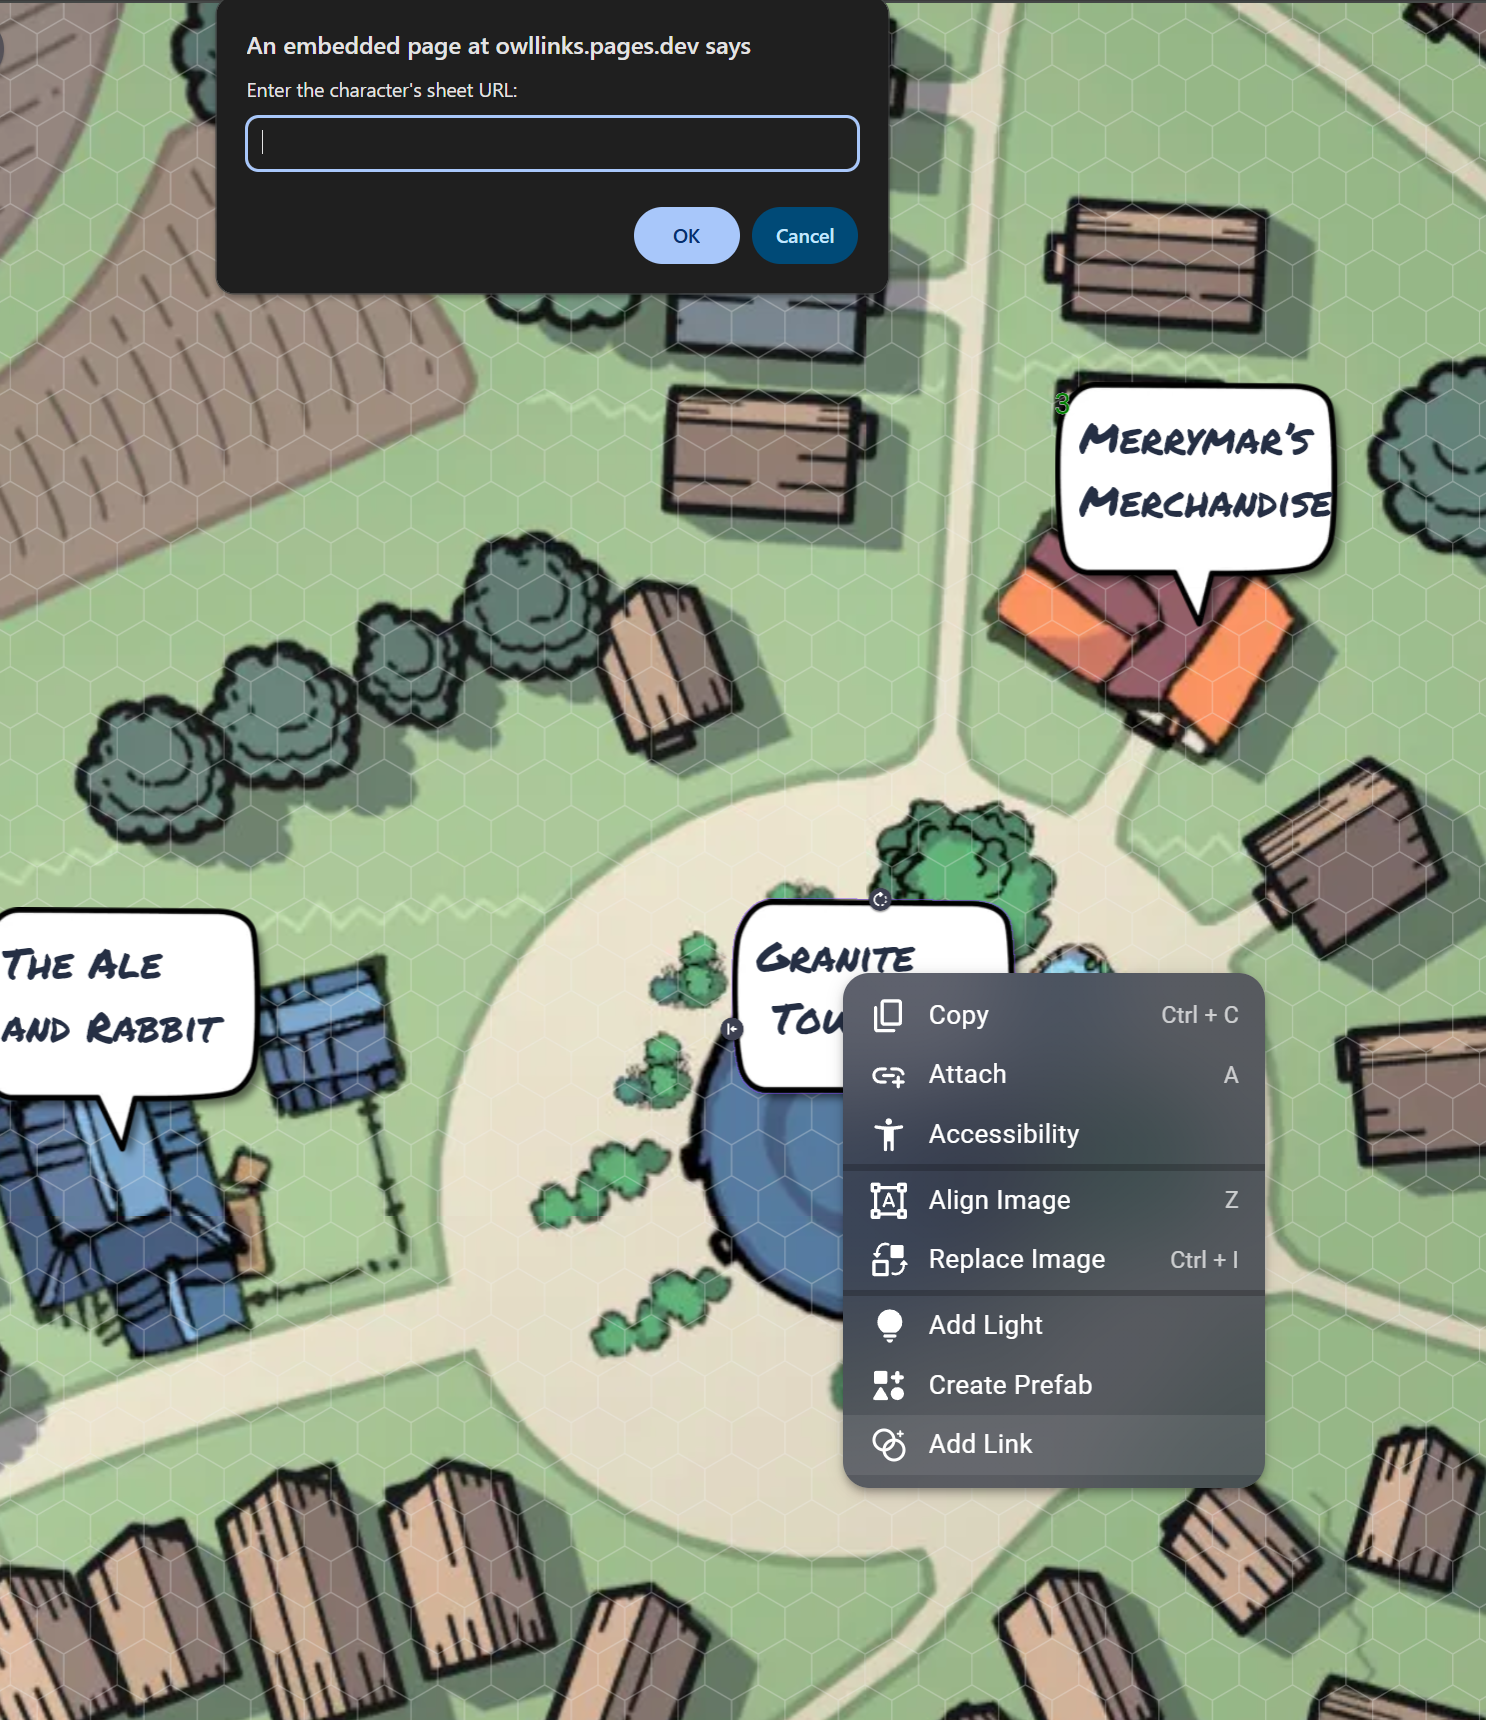 An embedded page at owllinks.pages.dev says
Enter the character's sheet URL:
OK
Cancel
3
MERRYMAR'S
MERCHANDISE
THE ALE
AND RABBIT
GRANITE
Copy
Ctrl + C
Attach
A
Accessibility
Align Image
Z
Replace Image
Ctrl + I
Add Light
Create Prefab
Add Link